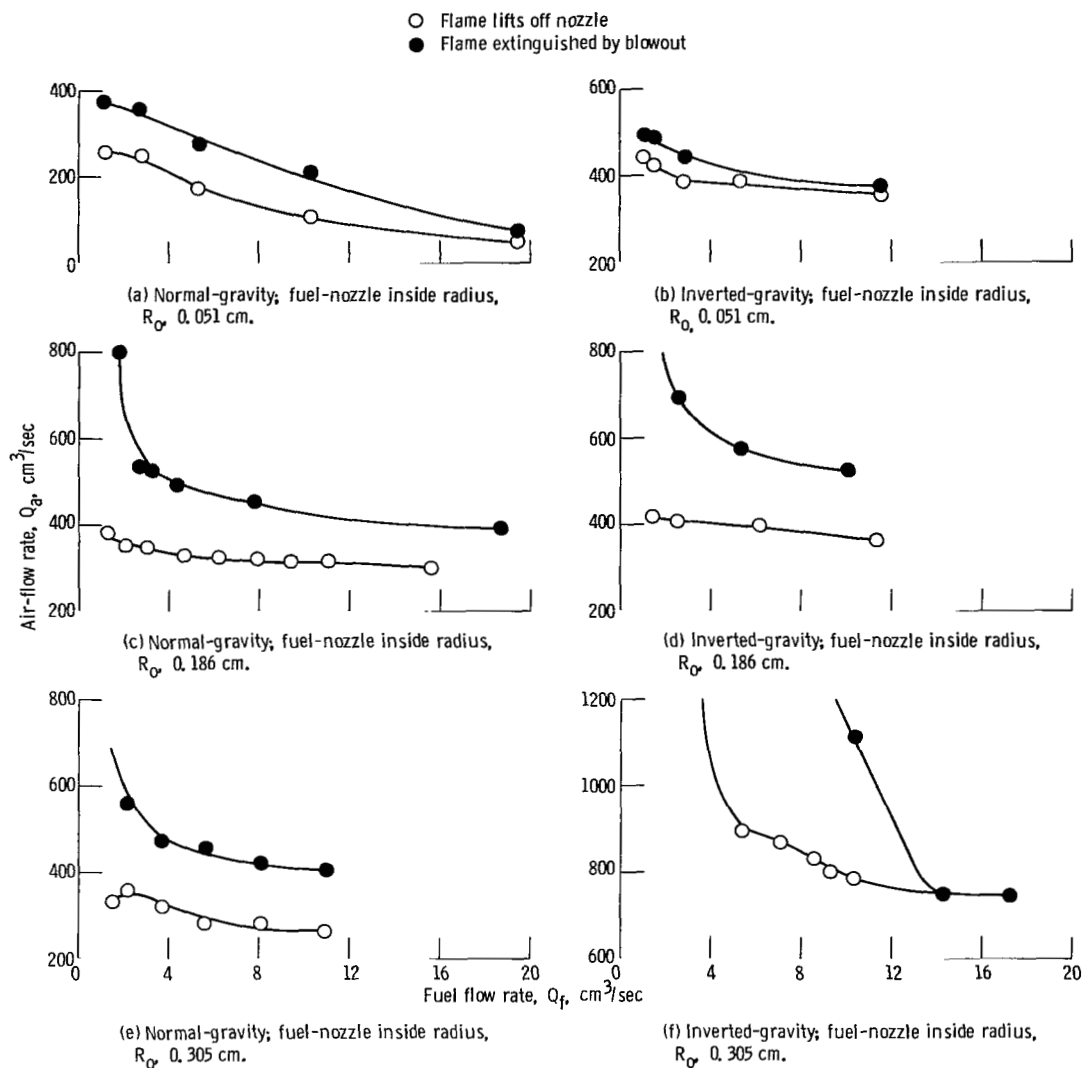 Flame lifts off nozzle
Flame extinguished by blowout
400
200
0
(a) Normal-gravity; fuel-nozzle inside radius,
R₀, 0.051 cm.
600
400
200
(b) Inverted-gravity; fuel-nozzle inside radius,
R₀, 0.051 cm.
Air-flow rate, Qₐ, cm³/sec
800
600
400
200
(c) Normal-gravity; fuel-nozzle inside radius,
R₀, 0.186 cm.
800
600
400
200
(d) Inverted-gravity; fuel-nozzle inside radius,
R₀, 0.186 cm.
800
600
400
200
0 4 8 12 16 20
1200
1000
800
600
0 4 8 12 16 20
Fuel flow rate, Q_f, cm³/sec
(e) Normal-gravity; fuel-nozzle inside radius,
R₀, 0.305 cm.
(f) Inverted-gravity; fuel-nozzle inside radius,
R₀, 0.305 cm.